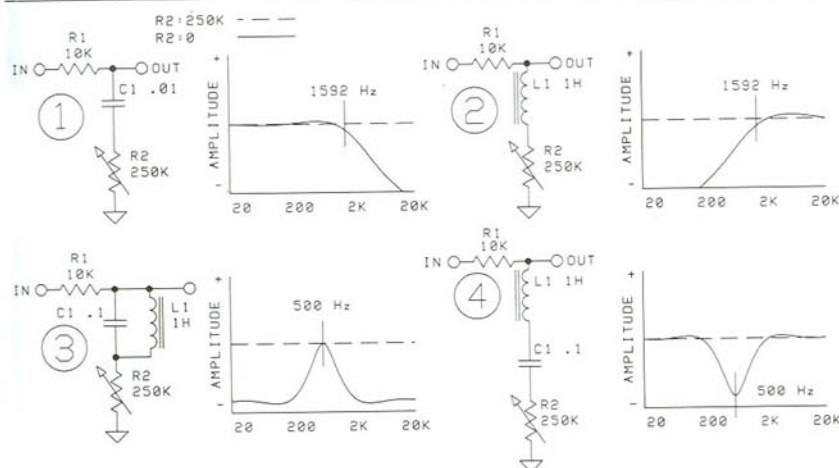 R2:250K
R2:0
R1
10K
IN
OUT
C1 .01
1
R2
250K
AMPLITUDE
+
-
1592 Hz
20 200 2K 20K
R1
10K
IN
OUT
L1 1H
2
R2
250K
AMPLITUDE
+
-
1592 Hz
20 200 2K 20K
R1
10K
IN
C1 .1
L1
1H
3
R2
250K
AMPLITUDE
+
-
500 Hz
20 200 2K 20K
R1
10K
IN
OUT
L1 1H
4
C1 .1
R2
250K
AMPLITUDE
+
-
500 Hz
20 200 2K 20K